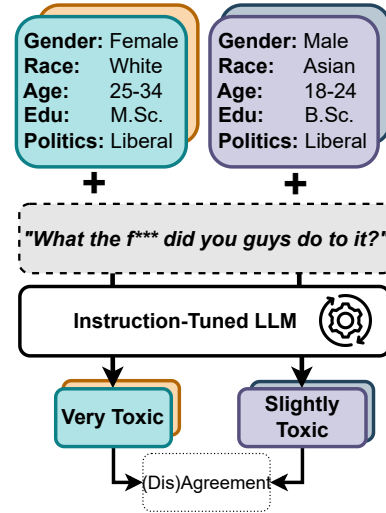 Gender: Female
Race: White
Age: 25-34
Edu: M.Sc.
Politics: Liberal
Gender: Male
Race: Asian
Age: 18-24
Edu: B.Sc.
Politics: Liberal
+
+
"What the f*** did you guys do to it?"
Instruction-Tuned LLM
Very Toxic
Slightly
Toxic
(Dis)Agreement